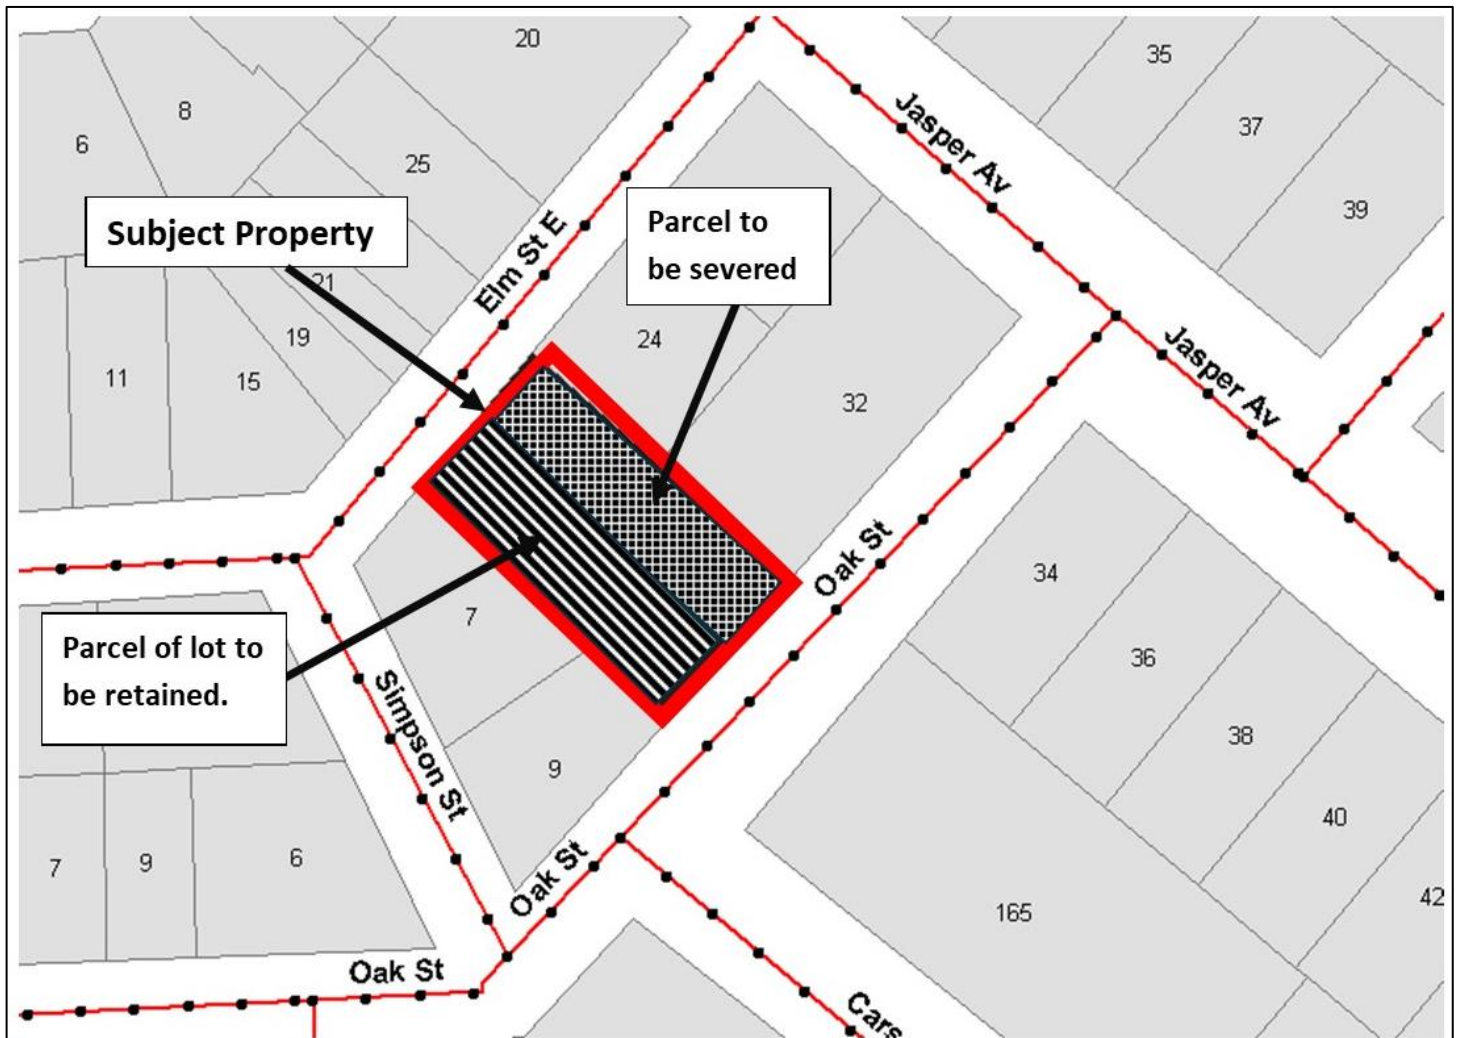 20
35
8
Jasper Av
37
6
25
39
Subject Property
Elm St E
Parcel to
be severed
21
19
24
11
15
32
Jasper Av
Oak St
34
7
Parcel of lot to
be retained.
36
Simpson St
38
9
40
7
9
6
Oak St
42
165
Oak St